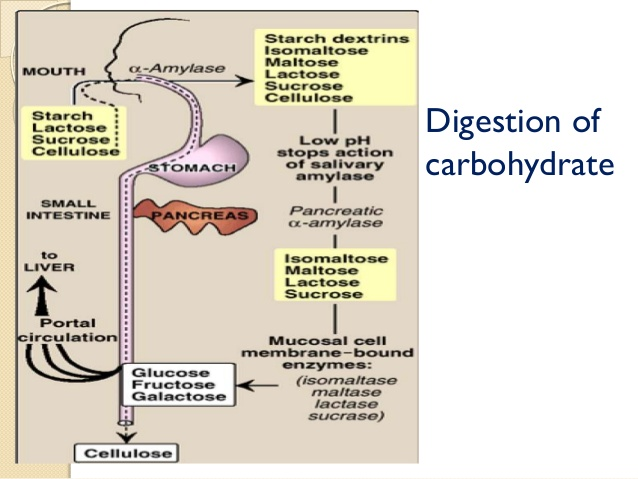 MOUTH
α-Amylase
Starch
Lactose
Sucrose
Cellulose
Starch dextrins
Isomaltose
Maltose
Lactose
Sucrose
Cellulose
Low pH
stops action
of salivary
amylase
STOMACH
SMALL
INTESTINE
PANCREAS
Pancreatic
α-amylase
Isomaltose
Maltose
Lactose
Sucrose
to
LIVER
Portal
circulation
Mucosal cell
membrane-bound
enzymes:
(isomaltase
maltase
lactase
sucrase)
Glucose
Fructose
Galactose
Cellulose
Digestion of
carbohydrate